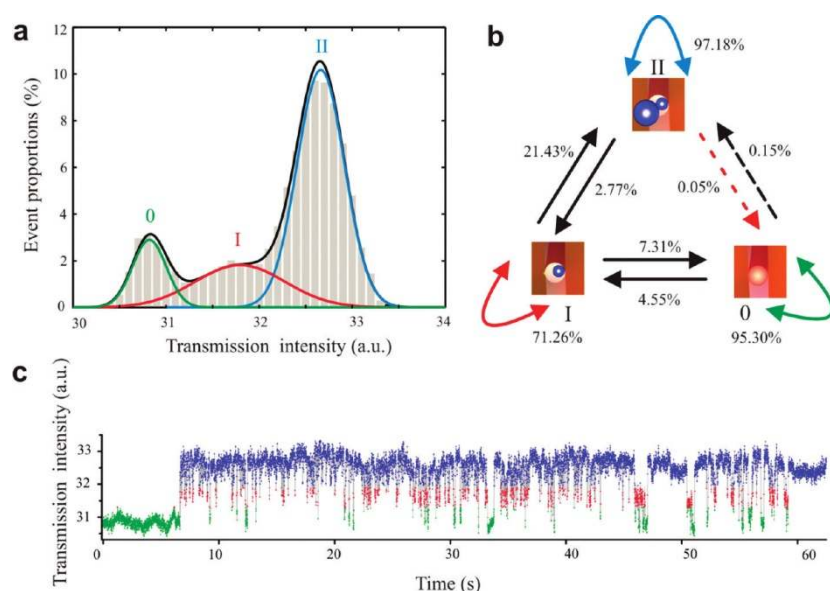 a
12
10
8
6
4
2
0
Event proportions (%)
0
I
II
30 31 32 33 34
Transmission intensity (a.u.)
b
97.18%
II
21.43%
2.77%
0.05%
0.15%
7.31%
4.55%
I
0
71.26%
95.30%
c
Transmission intensity (a.u.)
33
32
31
0 10 20 30 40 50 60
Time (s)